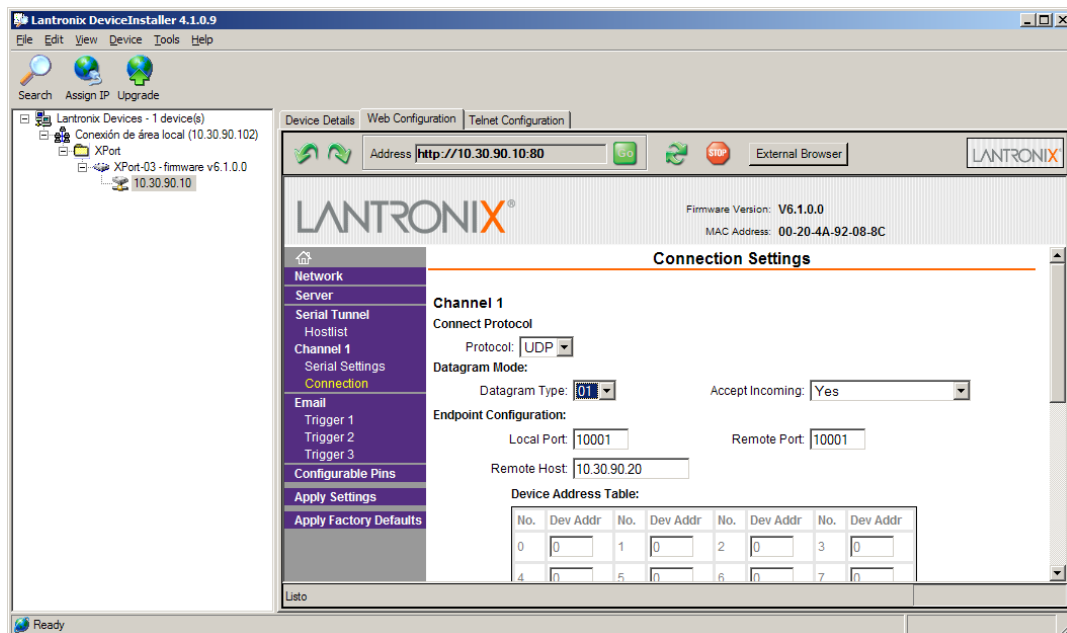 Lantronix DeviceInstaller 4.1.0.9
File Edit View Device Tools Help
Search Assign IP Upgrade
Lantronix Devices - 1 device(s)
Conexión de área local (10.30.90.102)
XPort
XPort-03 - firmware v6.1.0.0
10.30.90.10
Device Details Web Configuration Telnet Configuration
Address http://10.30.90.10:80 Go STOP External Browser LANTRONIX
LANTRONIX®
Firmware Version: V6.1.0.0
MAC Address: 00-20-4A-92-08-8C
Network
Server
Serial Tunnel
Hostlist
Channel 1
Serial Settings
Connection
Email
Trigger 1
Trigger 2
Trigger 3
Configurable Pins
Apply Settings
Apply Factory Defaults
Connection Settings
Channel 1
Connect Protocol
Protocol: UDP
Datagram Mode:
Datagram Type: 01 Accept Incoming: Yes
Endpoint Configuration:
Local Port: 10001 Remote Port: 10001
Remote Host: 10.30.90.20
Device Address Table:
No. Dev Addr No. Dev Addr No. Dev Addr No. Dev Addr
0 0 1 0 2 0 3 0
4 0 5 0 6 0 7 0
Listo
Ready